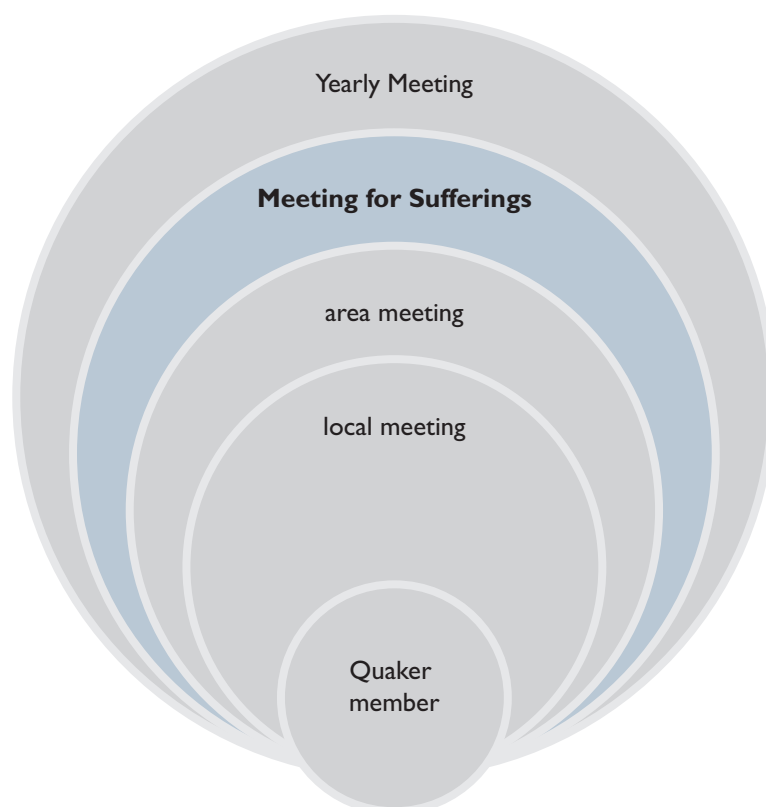 Yearly Meeting
Meeting for Sufferings
area meeting
local meeting
Quaker
member